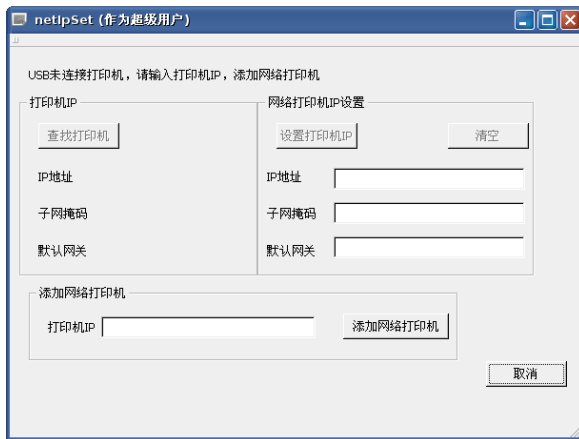 netIpSet (作为超级用户)
USB未连接打印机，请输入打印机IP，添加网络打印机
打印机IP
查找打印机
IP地址
子网掩码
默认网关
网络打印机IP设置
设置打印机IP
清空
IP地址
子网掩码
默认网关
添加网络打印机
打印机IP
添加网络打印机
取消